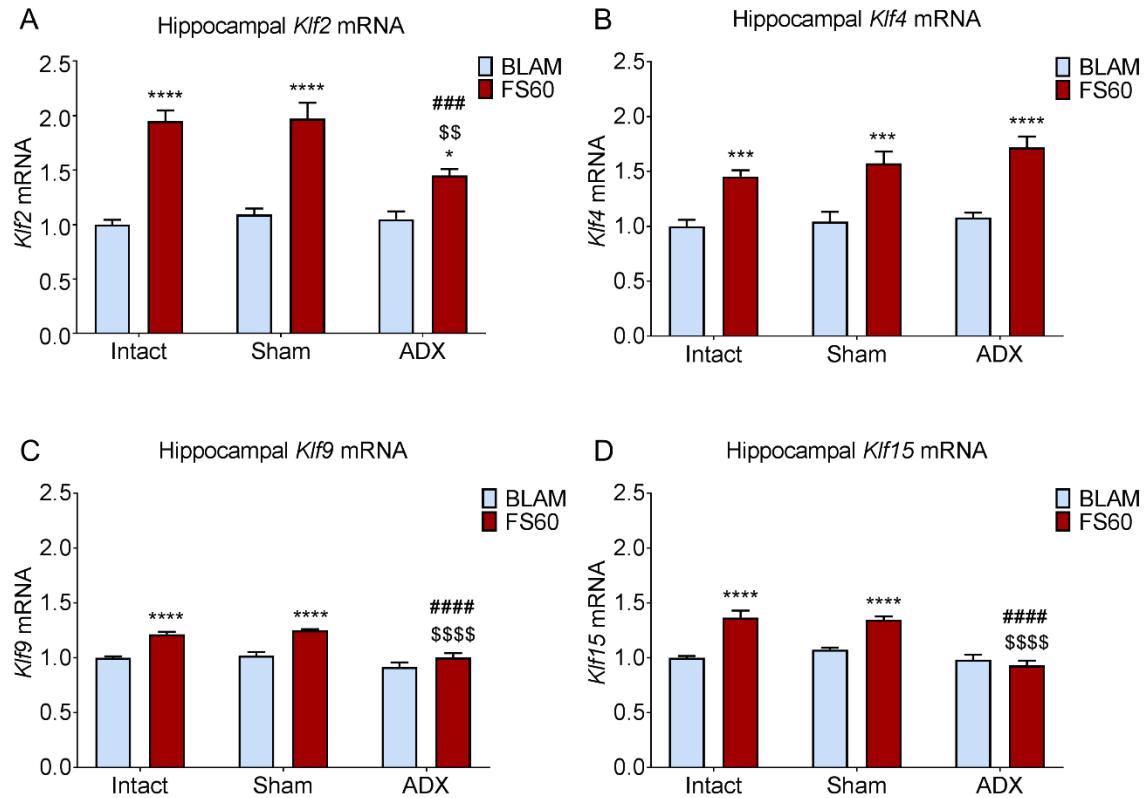 A
Hippocampal Klf2 mRNA
BLAM
FS60
Klf2 mRNA
2.5
2.0
1.5
1.0
0.5
0.0
****
****
###
$$
*
Intact Sham ADX
B
Hippocampal Klf4 mRNA
BLAM
FS60
Klf4 mRNA
2.5
2.0
1.5
1.0
0.5
0.0
***
***
****
Intact Sham ADX
C
Hippocampal Klf9 mRNA
BLAM
FS60
Klf9 mRNA
2.5
2.0
1.5
1.0
0.5
0.0
****
****
####
$$$$
Intact Sham ADX
D
Hippocampal Klf15 mRNA
BLAM
FS60
Klf15 mRNA
2.5
2.0
1.5
1.0
0.5
0.0
****
****
####
$$$$
Intact Sham ADX